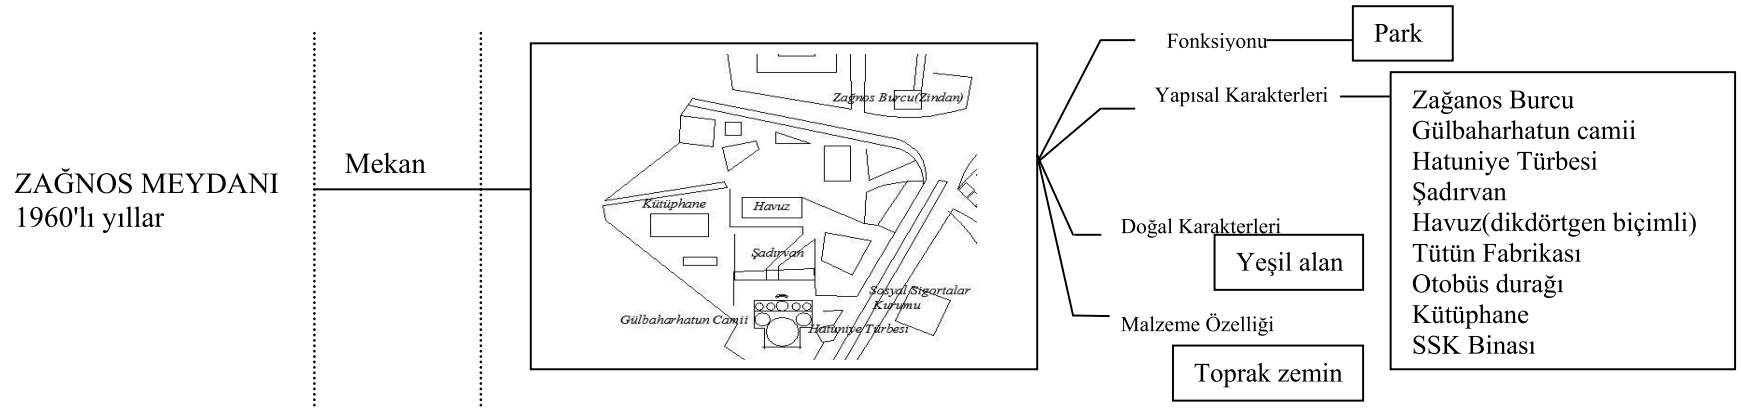 ZAĞNOS MEYDANI
1960'lı yıllar
Mekan
Zağnos Burcu(Zindan)
Kütüphane
Havuz
Şadırvan
Sosyal Sigortalar
Kurumu
Gülbaharhatun Camii
Hatuniye Türbesi
Fonksiyonu
Park
Yapısal Karakterleri
Zağanos Burcu
Gülbaharhatun camii
Hatuniye Türbesi
Şadırvan
Havuz(dikdörtgen biçimli)
Tütün Fabrikası
Otobüs durağı
Kütüphane
SSK Binası
Doğal Karakterleri
Yeşil alan
Malzeme Özelliği
Toprak zemin